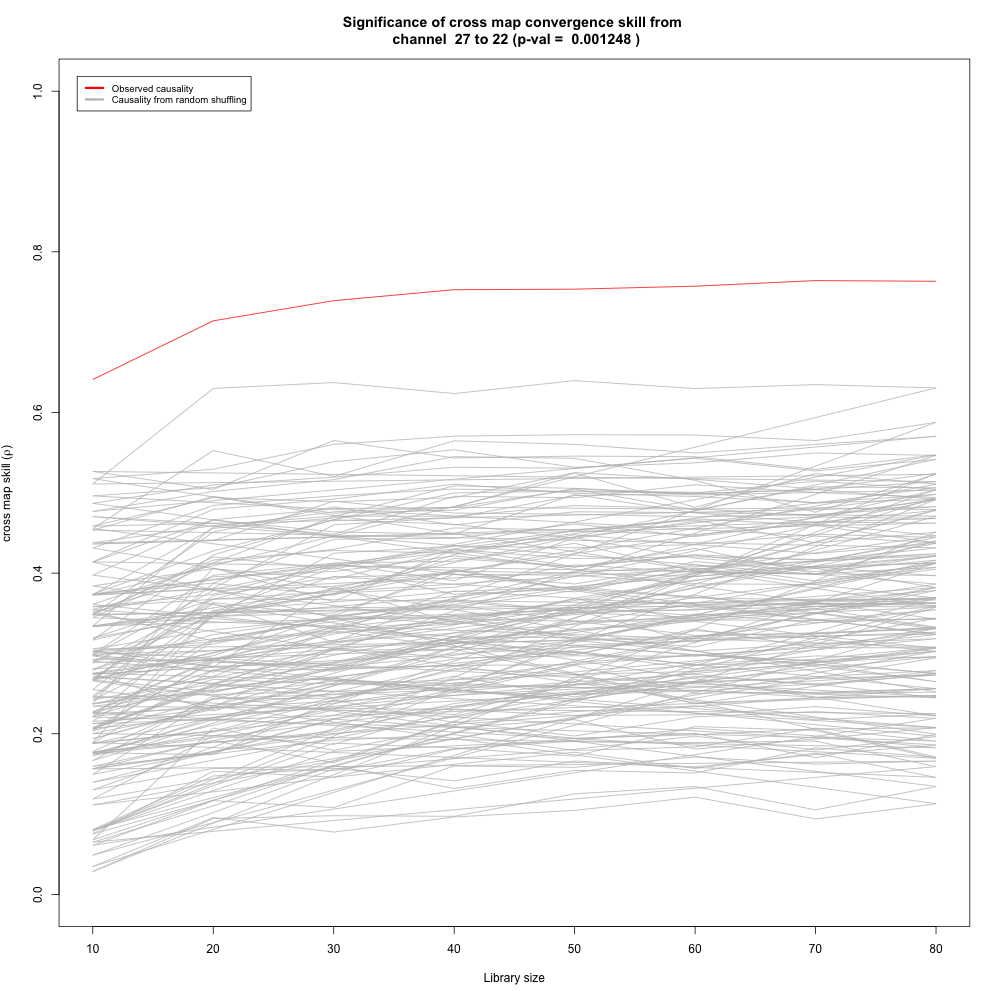 Significance of cross map convergence skill from
channel 27 to 22 (p-val = 0.001248 )
Observed causality
Causality from random shuffling
1.0
0.8
0.6
0.4
0.2
0.0
cross map skill (ρ)
10 20 30 40 50 60 70 80
Library size